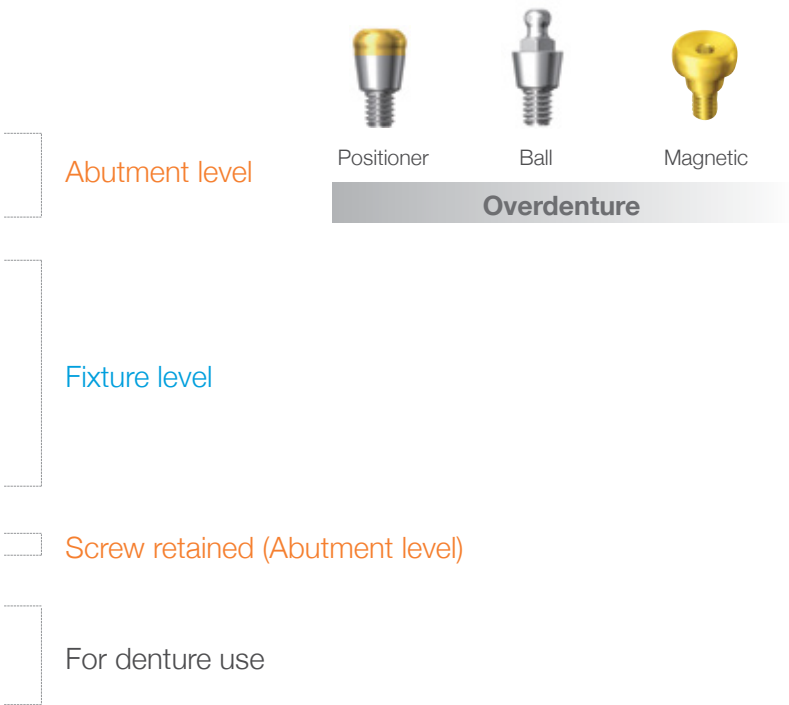 Positioner Ball Magnetic
Abutment level
Overdenture
Fixture level
Screw retained (Abutment level)
For denture use